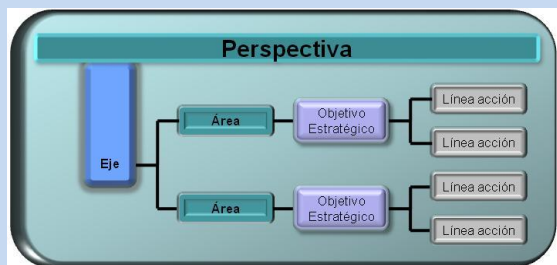 Perspectiva
Eje
Área
Objetivo
Estratégico
Línea acción
Línea acción
Área
Objetivo
Estratégico
Línea acción
Línea acción